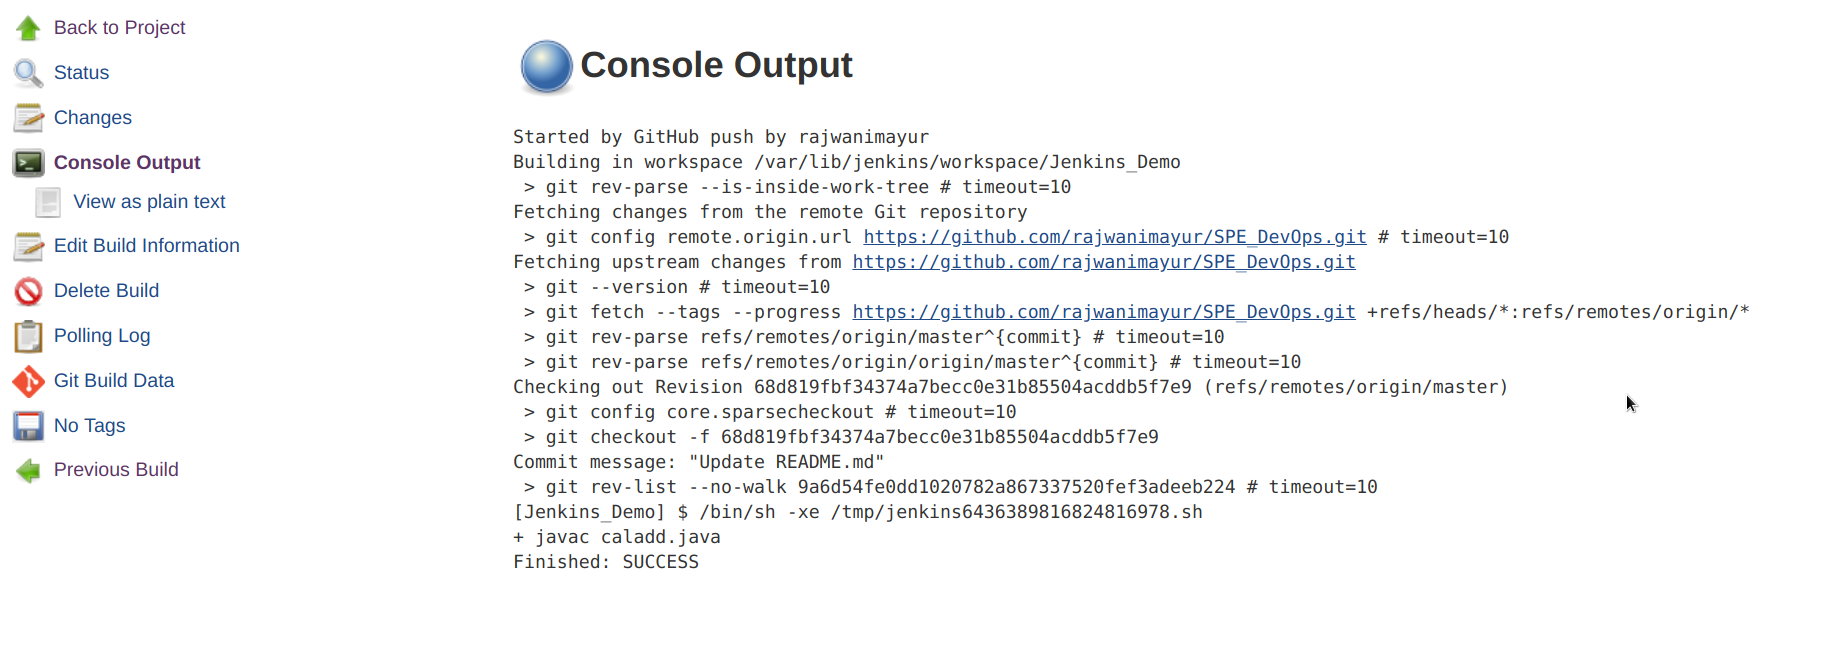 Back to Project
Status
Changes
Console Output
View as plain text
Edit Build Information
Delete Build
Polling Log
Git Build Data
No Tags
Previous Build
Console Output
Started by GitHub push by rajwanimayur
Building in workspace /var/lib/jenkins/workspace/Jenkins_Demo
> git rev-parse --is-inside-work-tree # timeout=10
Fetching changes from the remote Git repository
> git config remote.origin.url https://github.com/rajwanimayur/SPE_DevOps.git # timeout=10
Fetching upstream changes from https://github.com/rajwanimayur/SPE_DevOps.git
> git --version # timeout=10
> git fetch --tags --progress https://github.com/rajwanimayur/SPE_DevOps.git +refs/heads/*:refs/remotes/origin/*
> git rev-parse refs/remotes/origin/master^{commit} # timeout=10
> git rev-parse refs/remotes/origin/origin/master^{commit} # timeout=10
Checking out Revision 68d819fbf34374a7becc0e31b85504acddb5f7e9 (refs/remotes/origin/master)
> git config core.sparsecheckout # timeout=10
> git checkout -f 68d819fbf34374a7becc0e31b85504acddb5f7e9
Commit message: "Update README.md"
> git rev-list --no-walk 9a6d54fe0dd1020782a867337520fef3adeeb224 # timeout=10
[Jenkins_Demo] $ /bin/sh -xe /tmp/jenkins6436389816824816978.sh
+ javac caladd.java
Finished: SUCCESS